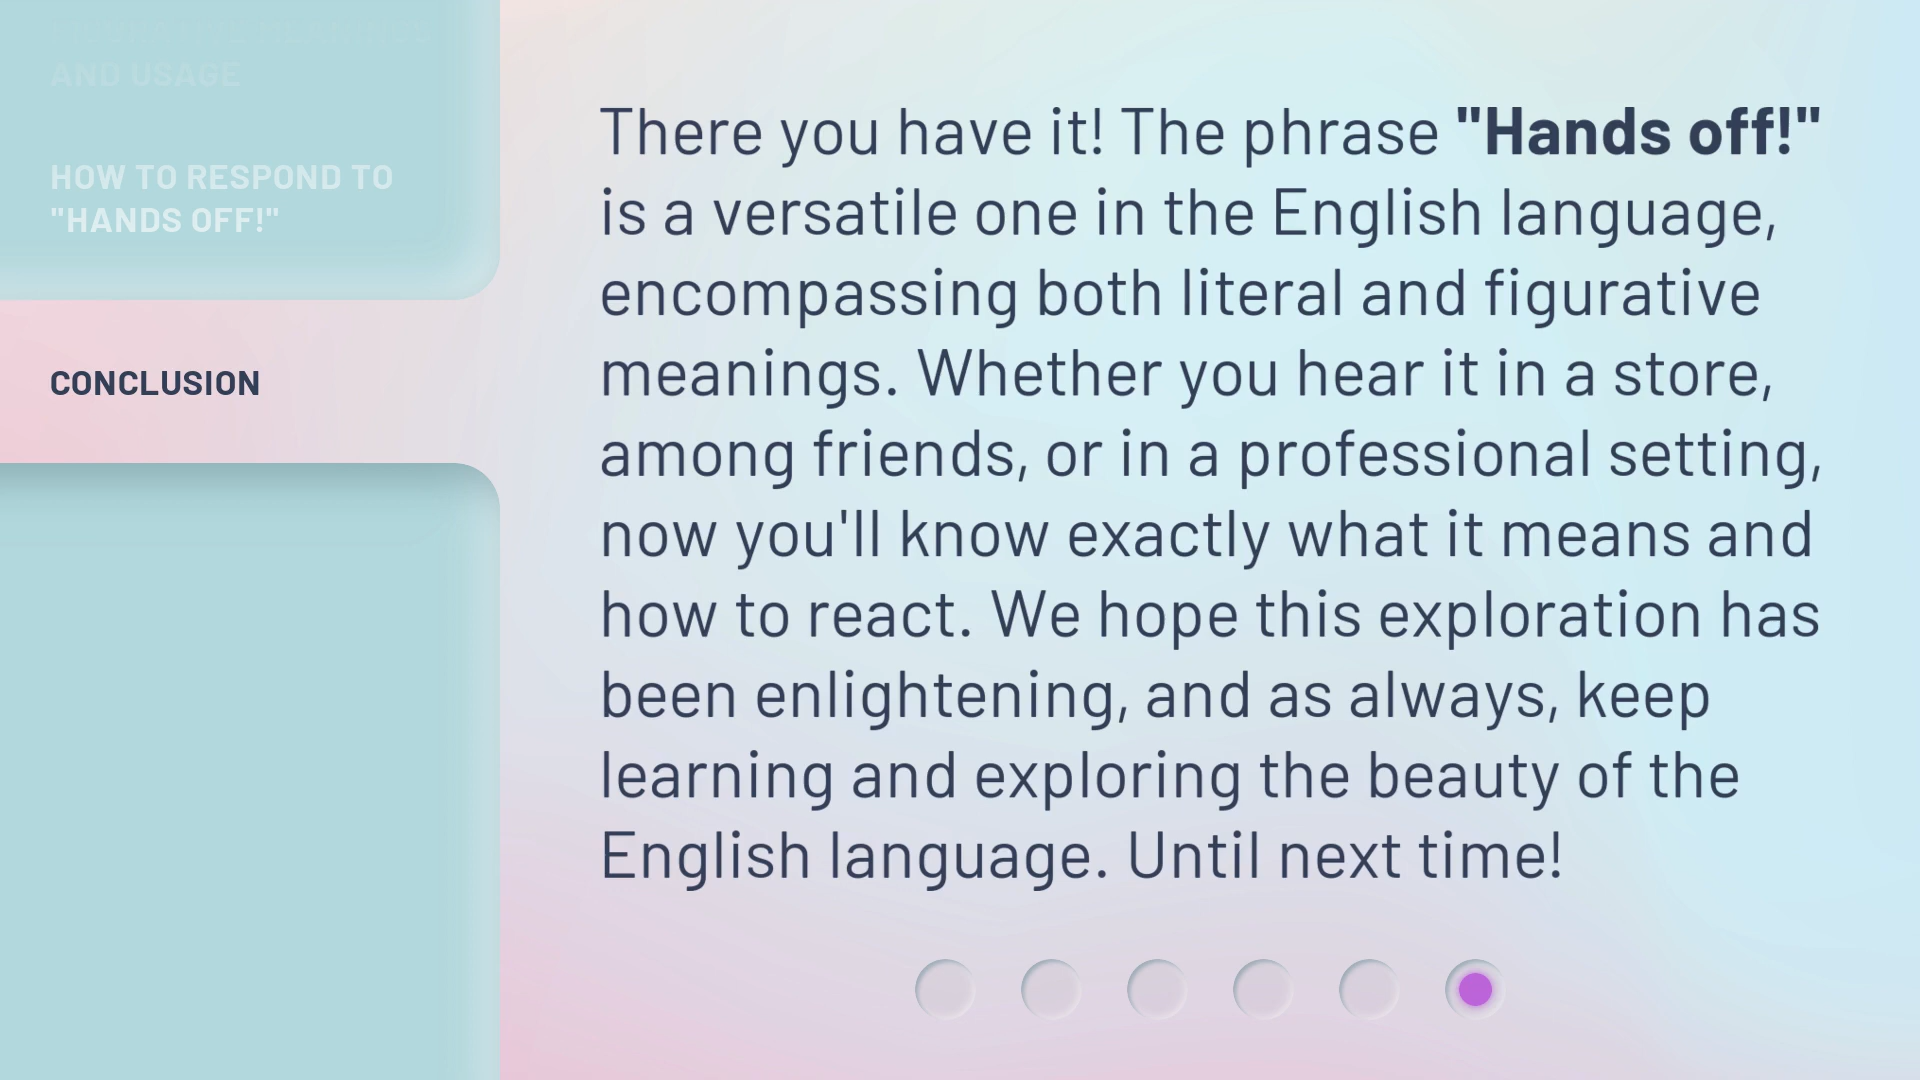 AND USAGE
HOW TO RESPOND TO
"HANDS OFF!"
CONCLUSION
There you have it! The phrase "Hands off!"
is a versatile one in the English language,
encompassing both literal and figurative
meanings. Whether you hear it in a store,
among friends, or in a professional setting,
now you'll know exactly what it means and
how to react. We hope this exploration has
been enlightening, and as always, keep
learning and exploring the beauty of the
English language. Until next time!